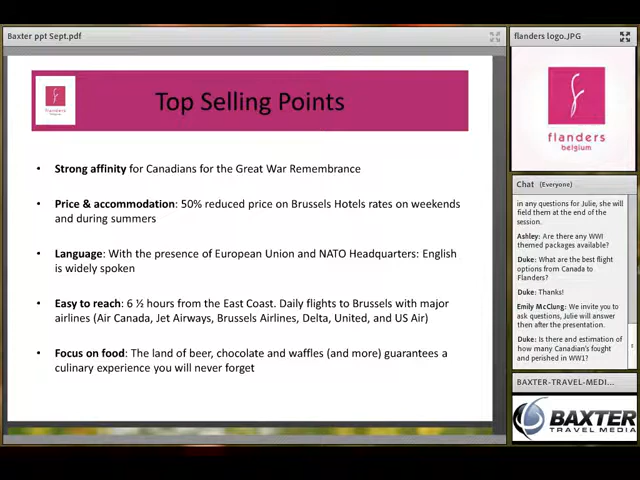 Baxter ppt Sept.pdf
flanders
Top Selling Points
• Strong affinity for Canadians for the Great War Remembrance
• Price & accommodation: 50% reduced price on Brussels Hotels rates on weekends
and during summers
• Language: With the presence of European Union and NATO Headquarters: English
is widely spoken
• Easy to reach: 6 ½ hours from the East Coast. Daily flights to Brussels with major
airlines (Air Canada, Jet Airways, Brussels Airlines, Delta, United, and US Air)
• Focus on food: The land of beer, chocolate and waffles (and more) guarantees a
culinary experience you will never forget
flanders logo.JPG
flanders
belgium
Chat (Everyone)
in any questions for Julie, she will
field them at the end of the
session.
Ashley: Are there any WWI
themed packages available?
Duke: What are the best flight
options from Canada to
Flanders?
Duke: Thanks!
Emily McClung: We invite you to
ask questions, Julie will answer
then after the presentation.
Duke: Is there and estimation of
how many Canadian's fought
and perished in WW1?
BAXTER-TRAVEL-MEDI...
BAXTER
TRAVEL MEDIA